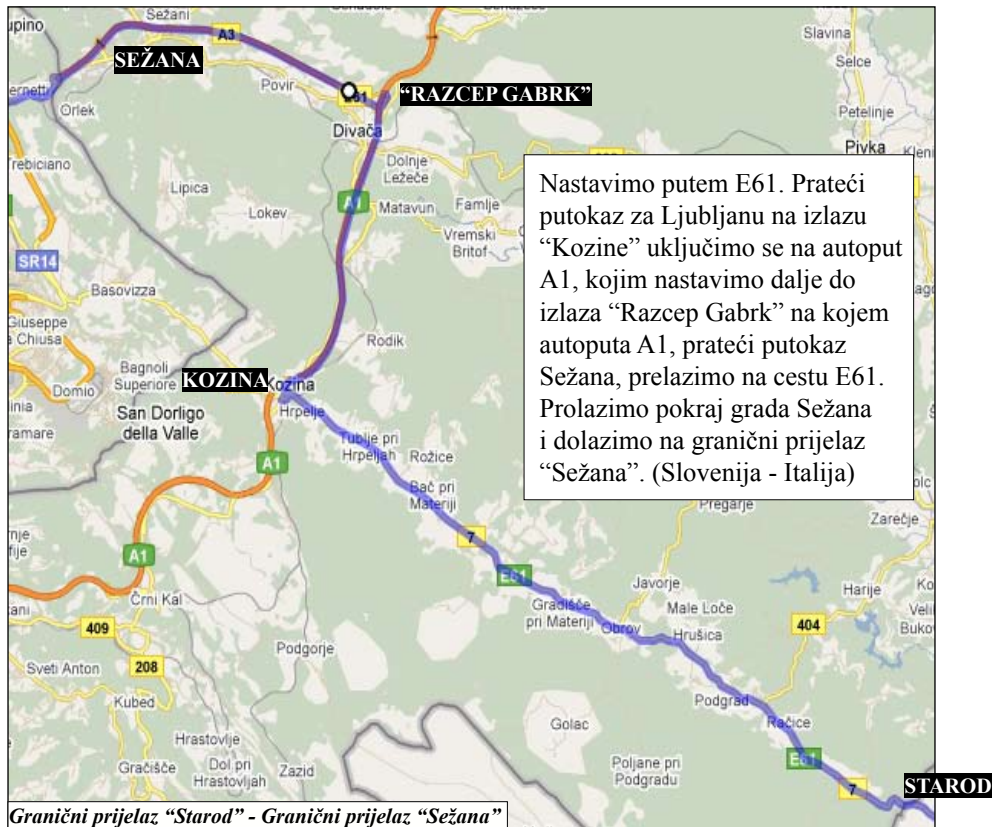 Sežani
A3
202
SEŽANA
Povir
Orlek
"RAZCEP GABRK"
Divača
Slavina
Selce
Petelinje
Pivka
Trebiciano
Lipica
Lokev
Dolnje
Ležeče
A1
Matavun
Famlje
Vremski
Britof
SR14
Basovizza
Giuseppe
Chiusa
Rodik
Nastavimo putem E61. Prateći
putokaz za Ljubljanu na izlazu
“Kozine” uključimo se na autoput
A1, kojim nastavimo dalje do
izlaza “Razcep Gabrk” na kojem
autoputa A1, prateći putokaz
Sežana, prelazimo na cestu E61.
Prolazimo pokraj grada Sežana
i dolazimo na granični prijelaz
“Sežana”. (Slovenija - Italija)
Bagnoli
Superiore
Domio
KOZINA
Kozina
Hrpelje
San Dorligo
della Valle
Tublje pri
Hrpeljah
Rožice
A1
Bač pri
Materiji
Pregarje
Zarečje
7
A1
E61
Javorje
Harije
Črni Kal
Gradišče
pri Materiji
Obrov
Male Loče
Hrušica
404
409
208
Podgorje
Sveti Anton
Kubed
Podgrad
Račice
Golac
Hrastovlje
Gračišče
Dol pri
Hrastovljah
Zazid
Poljane pri
Podgradu
E61
7
STAROD
Granični prijelaz “Starod” - Granični prijelaz “Sežana”